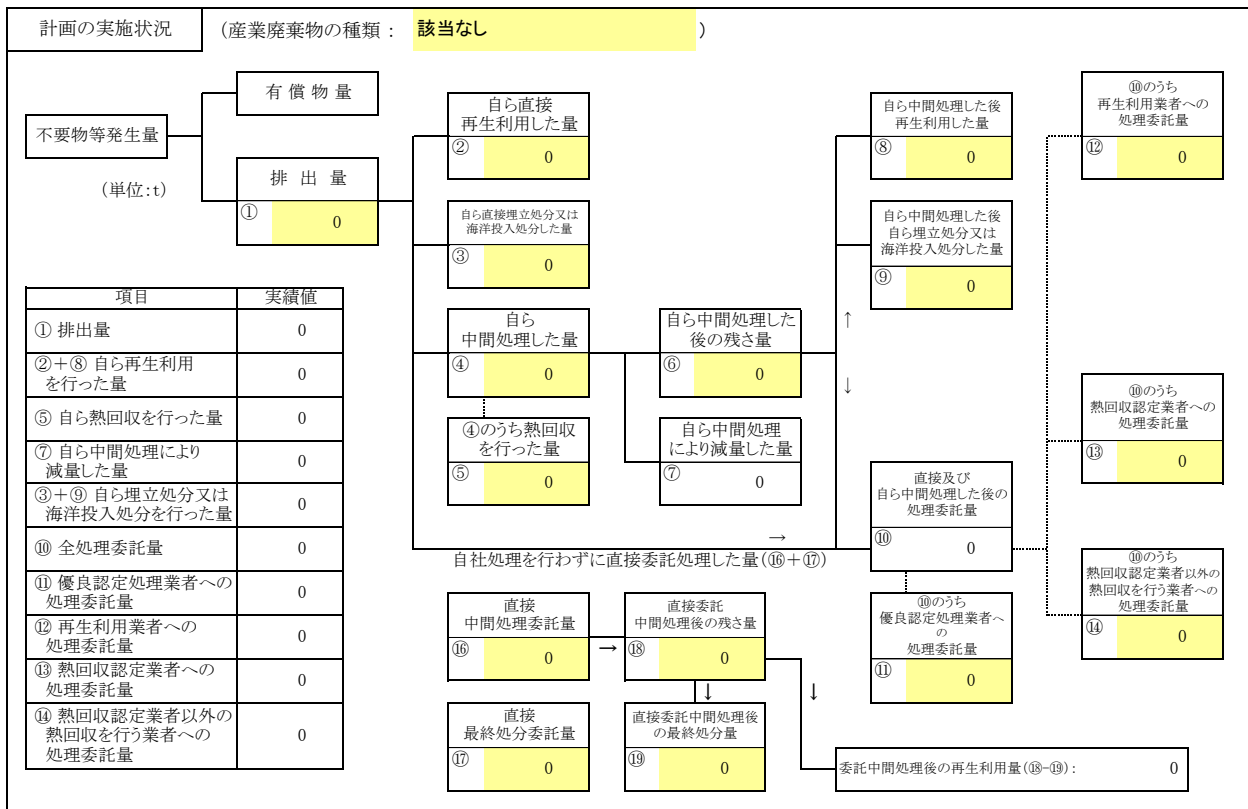 計画の実施状況
(産業廃棄物の種類： 該当なし )
不要物等発生量
(単位:t)
有 償 物 量
排 出 量
① 0
自ら直接
再生利用した量
② 0
自ら直接埋立処分又は
海洋投入処分した量
③ 0
自ら
中間処理した量
④ 0
④のうち熱回収
を行った量
⑤ 0
自ら中間処理した
後の残さ量
⑥ 0
自ら中間処理
により減量した量
⑦ 0
自ら中間処理した後
再生利用した量
⑧ 0
自ら中間処理した後
自ら埋立処分又は
海洋投入処分した量
⑨ 0
↑
↓
直接及び
自ら中間処理した後の
処理委託量
⑩ 0
⑩のうち
優良認定処理業者へ
の
処理委託量
⑪ 0
⑩のうち
再生利用業者への
処理委託量
⑫ 0
⑩のうち
熱回収認定業者への
処理委託量
⑬ 0
⑩のうち
熱回収認定業者以外の
熱回収を行う業者への
処理委託量
⑭ 0
→
自社処理を行わずに直接委託処理した量(⑯+⑰)
直接
中間処理委託量
⑯ 0
→
直接委託
中間処理後の残さ量
⑱ 0
↓
↓
直接
最終処分委託量
⑰ 0
直接委託中間処理後
の最終処分量
⑲ 0
委託中間処理後の再生利用量(⑱-⑲)： 0
項目 実績値
① 排出量 0
②+⑧ 自ら再生利用
を行った量 0
⑤ 自ら熱回収を行った量 0
⑦ 自ら中間処理により
減量した量 0
③+⑨ 自ら埋立処分又は
海洋投入処分を行った量 0
⑩ 全処理委託量 0
⑪ 優良認定処理業者への
処理委託量 0
⑫ 再生利用業者への
処理委託量 0
⑬ 熱回収認定業者への
処理委託量 0
⑭ 熱回収認定業者以外の
熱回収を行う業者への
処理委託量 0